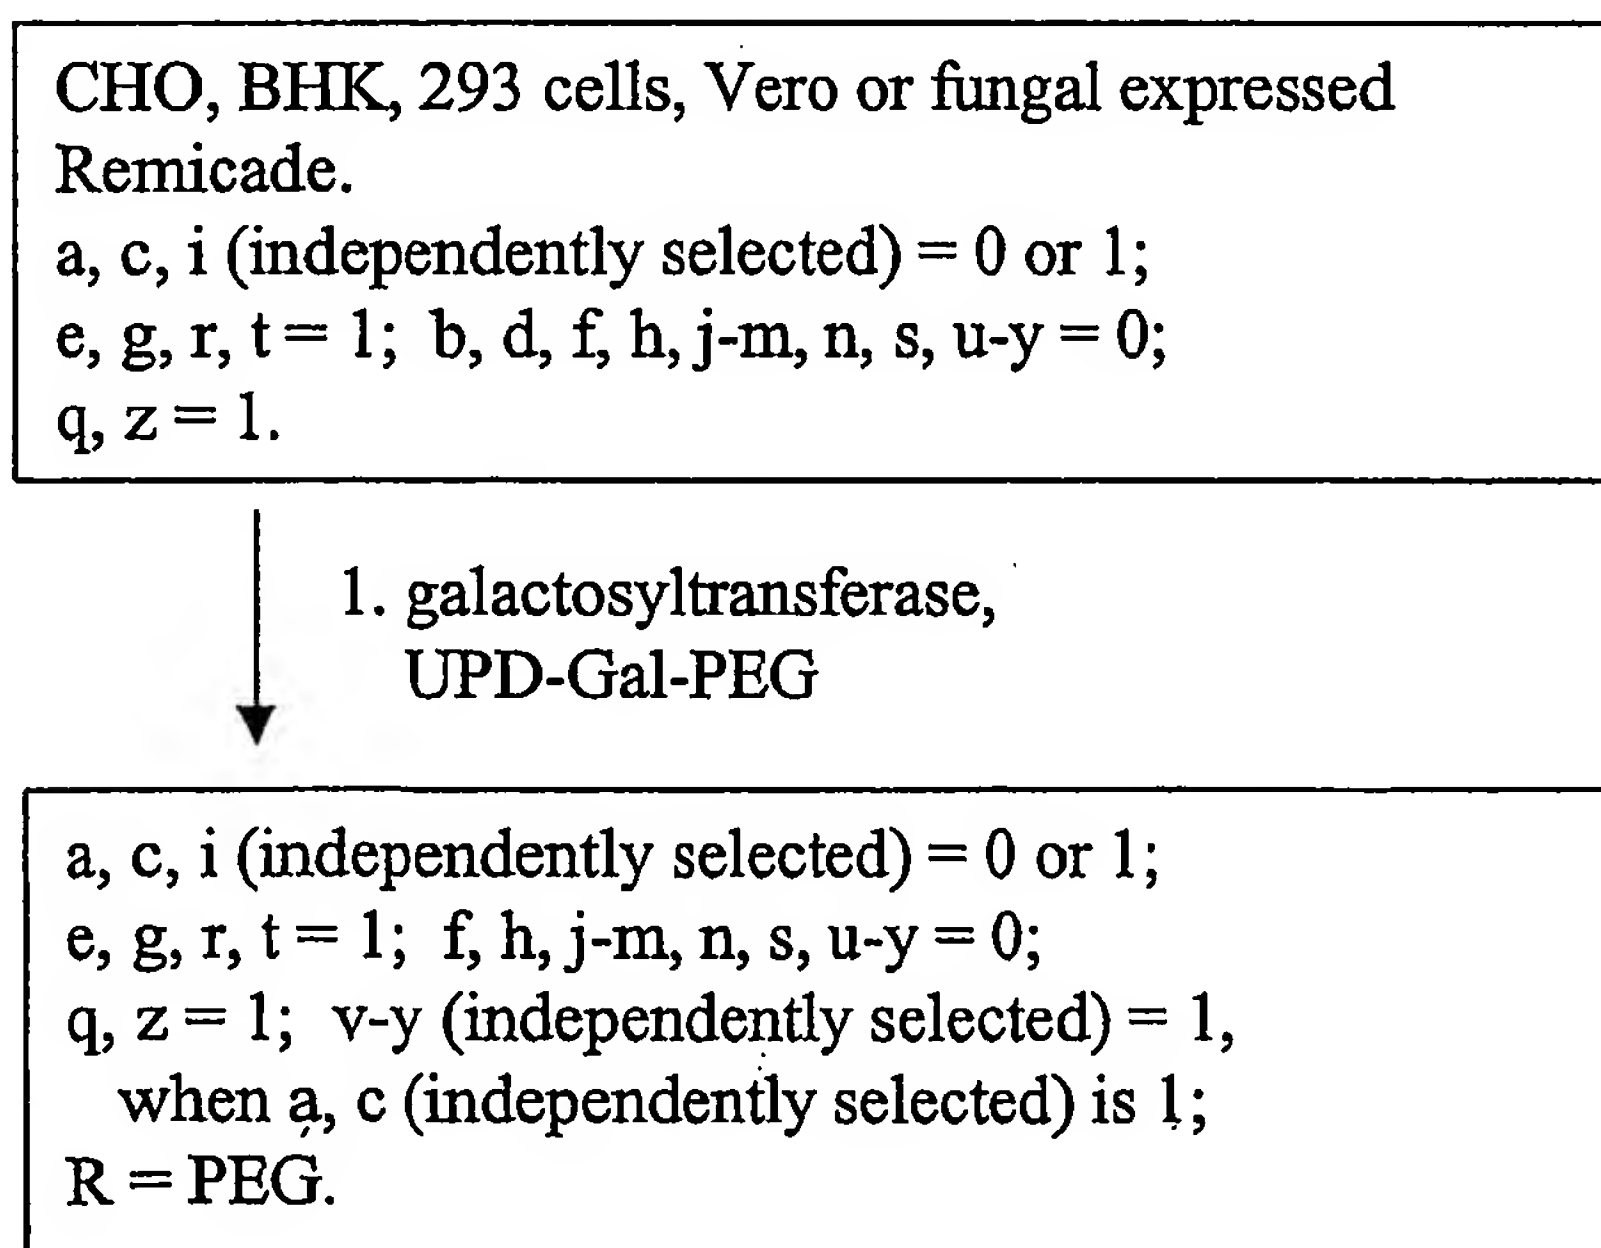 CHO, BHK, 293 cells, Vero or fungal expressed
Remicade.
a, c, i (independently selected) = 0 or 1;
e, g, r, t = 1; b, d, f, h, j-m, n, s, u-y = 0;
q, z = 1.
1. galactosyltransferase,
UPD-Gal-PEG
a, c, i (independently selected) = 0 or 1;
e, g, r, t = 1; f, h, j-m, n, s, u-y = 0;
q, z = 1; v-y (independently selected) = 1,
when a, c (independently selected) is 1;
R = PEG.